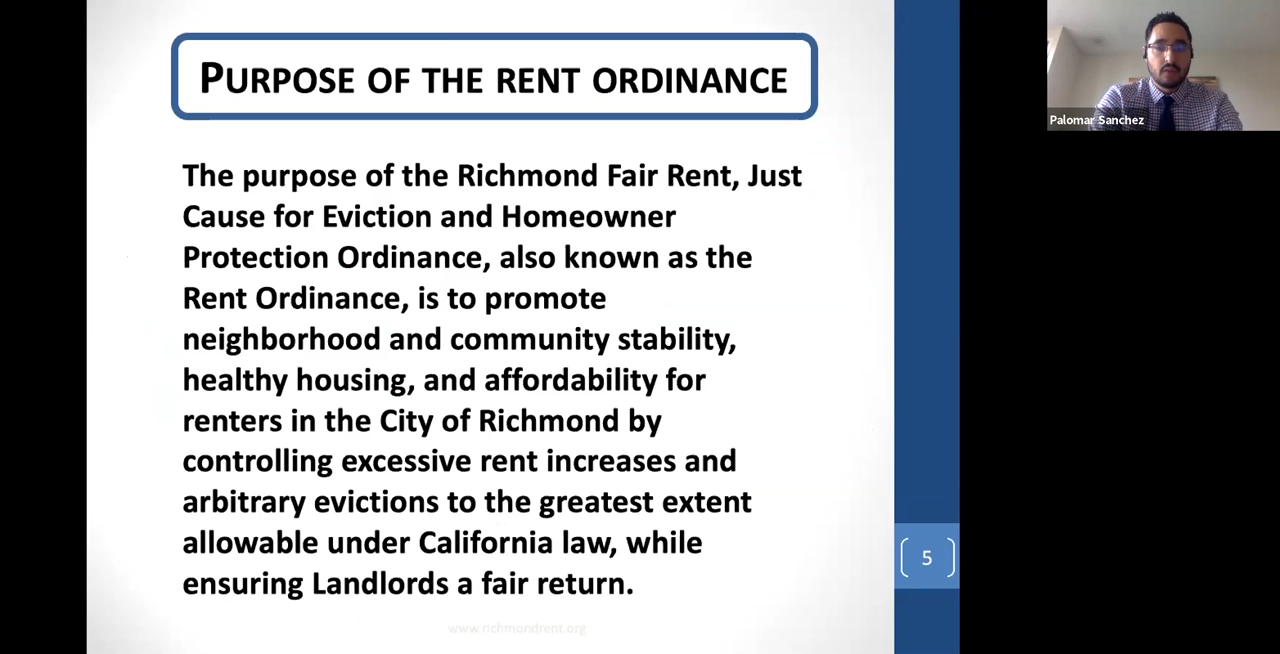 PURPOSE OF THE RENT ORDINANCE
The purpose of the Richmond Fair Rent, Just
Cause for Eviction and Homeowner
Protection Ordinance, also known as the
Rent Ordinance, is to promote
neighborhood and community stability,
healthy housing, and affordability for
renters in the City of Richmond by
controlling excessive rent increases and
arbitrary evictions to the greatest extent
allowable under California law, while
ensuring Landlords a fair return.
www.richmondrent.org
5
Palomar Sanchez